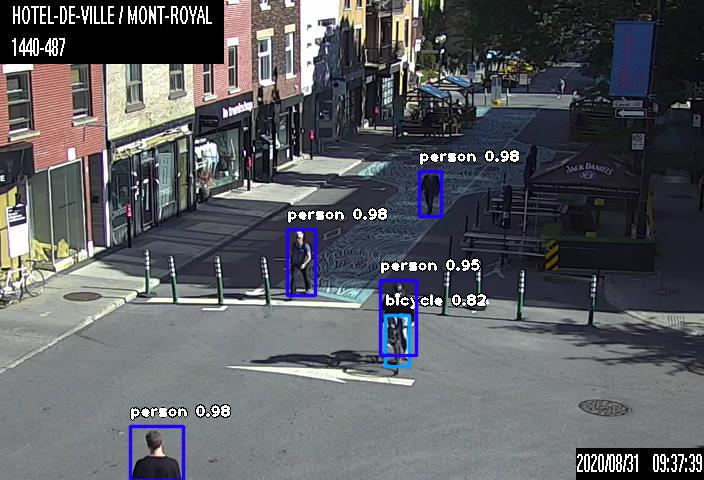 HOTEL-DE-VILLE / MONT-ROYAL
1440-487
person 0.98
JACK DANIEL'S
person 0.98
person 0.95
bicycle 0.82
person 0.98
2020/08/31 09:37:39